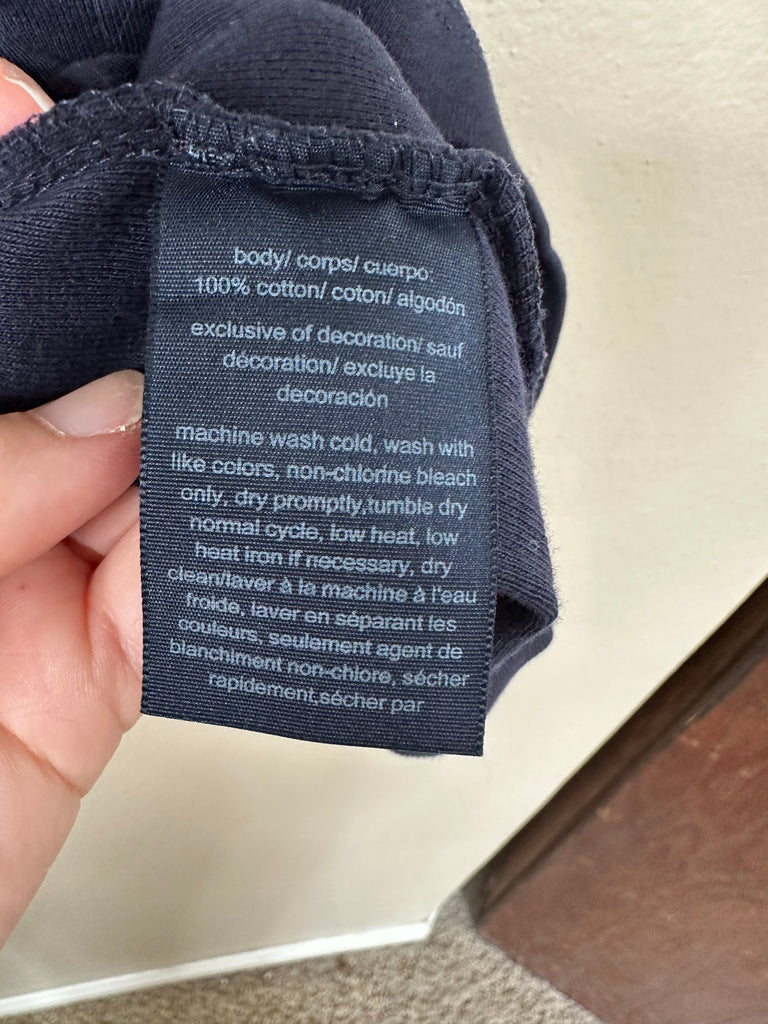 body/ corps/ cuerpo
100% cotton/ coton/ algodón
exclusive of decoration/ sauf
décoration/ excluye la
decoración
machine wash cold, wash with
like colors, non-chlorine bleach
only, dry promptly,tumble dry
normal cycle, low heat, low
heat iron if necessary, dry
clean/laver à la machine à l'eau
froide, laver en séparant les
couleurs, seulement agent de
blanchiment non-chlore, sécher
rapidement,sécher par